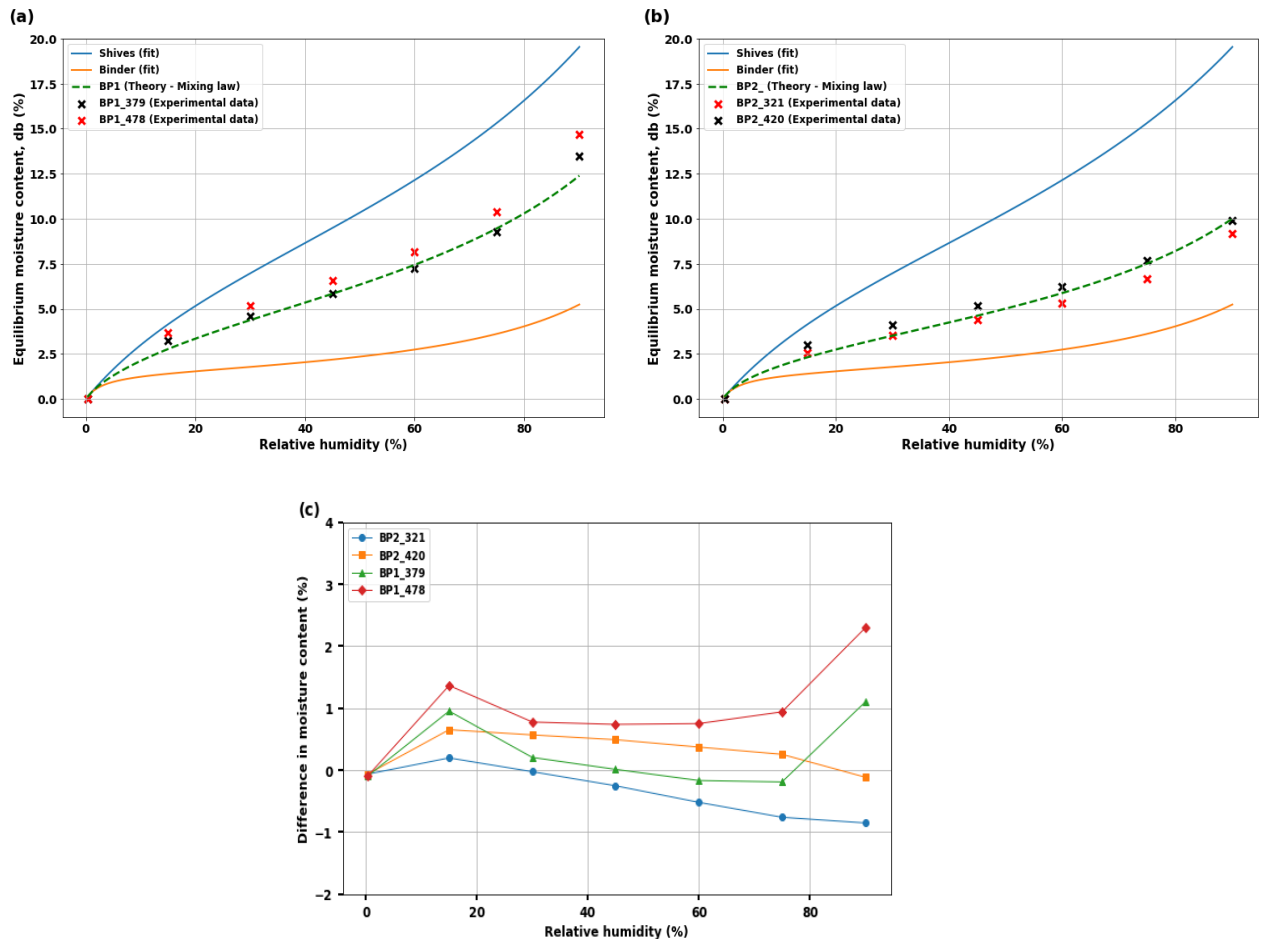 (a)
20.0
17.5
15.0
12.5
10.0
7.5
5.0
2.5
0.0
Equilibrium moisture content, db (%)
Shives (fit)
Binder (fit)
BP1 (Theory - Mixing law)
BP1_379 (Experimental data)
BP1_478 (Experimental data)
0 20 40 60 80
Relative humidity (%)
(b)
20.0
17.5
15.0
12.5
10.0
7.5
5.0
2.5
0.0
Equilibrium moisture content, db (%)
Shives (fit)
Binder (fit)
BP2_ (Theory - Mixing law)
BP2_321 (Experimental data)
BP2_420 (Experimental data)
0 20 40 60 80
Relative humidity (%)
(c)
4
3
2
1
0
−1
−2
Difference in moisture content (%)
BP2_321
BP2_420
BP1_379
BP1_478
0 20 40 60 80
Relative humidity (%)